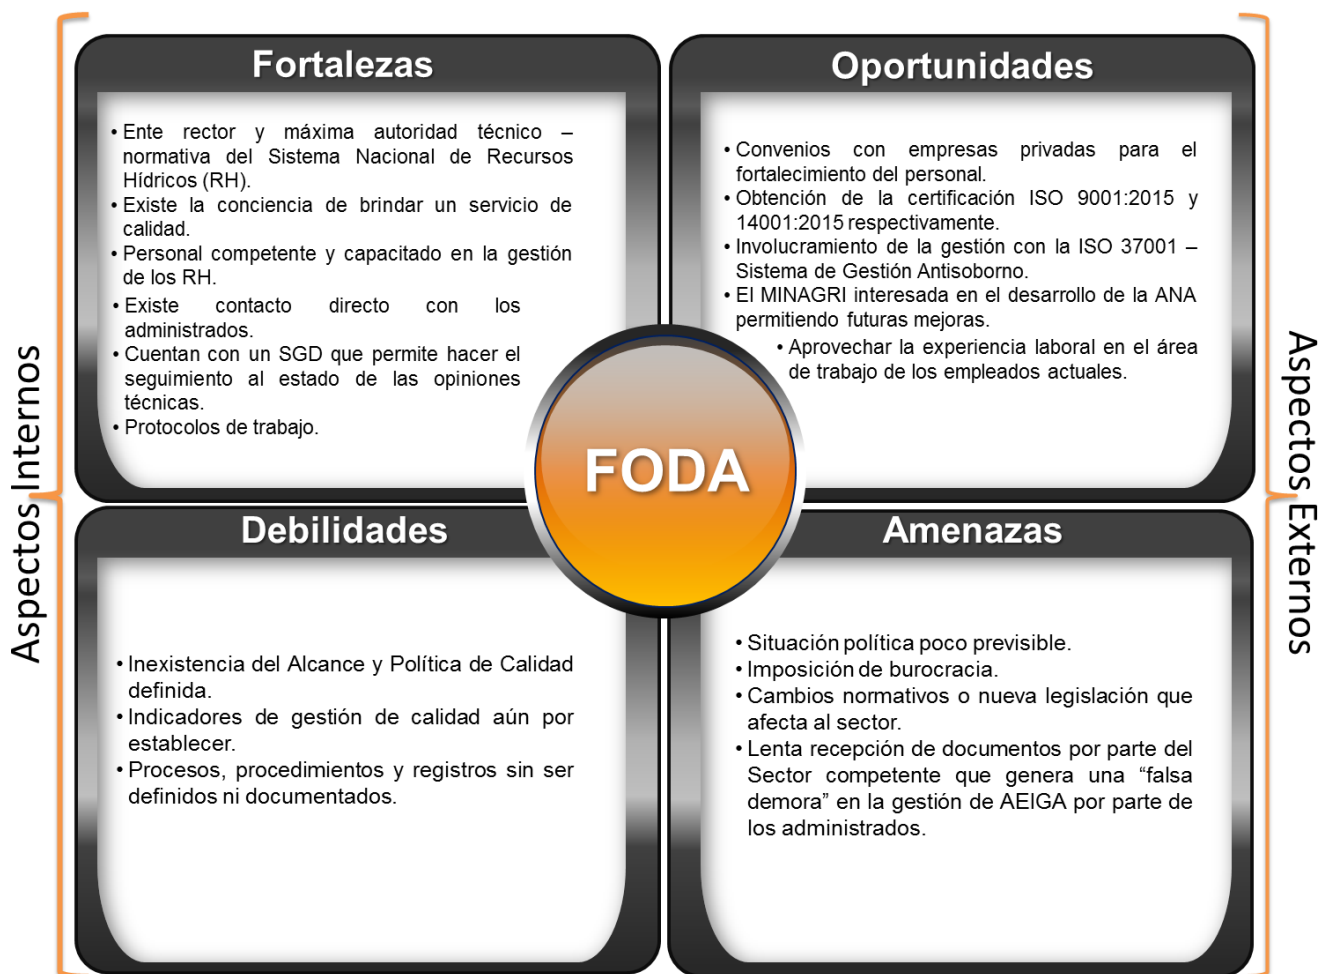 Fortalezas
• Ente rector y máxima autoridad técnico –
normativa del Sistema Nacional de Recursos
Hídricos (RH).
• Existe la conciencia de brindar un servicio de
calidad.
• Personal competente y capacitado en la gestión
de los RH.
• Existe contacto directo con los
administrados.
• Cuentan con un SGD que permite hacer el
seguimiento al estado de las opiniones
técnicas.
• Protocolos de trabajo.
Oportunidades
• Convenios con empresas privadas para el
fortalecimiento del personal.
• Obtención de la certificación ISO 9001:2015 y
14001:2015 respectivamente.
• Involucramiento de la gestión con la ISO 37001 –
Sistema de Gestión Antisoborno.
• El MINAGRI interesada en el desarrollo de la ANA
permitiendo futuras mejoras.
• Aprovechar la experiencia laboral en el área
de trabajo de los empleados actuales.
FODA
Debilidades
• Inexistencia del Alcance y Política de Calidad
definida.
• Indicadores de gestión de calidad aún por
establecer.
• Procesos, procedimientos y registros sin ser
definidos ni documentados.
Amenazas
• Situación política poco previsible.
• Imposición de burocracia.
• Cambios normativos o nueva legislación que
afecta al sector.
• Lenta recepción de documentos por parte del
Sector competente que genera una “falsa
demora” en la gestión de AEIGA por parte de
los administrados.
Aspectos Internos
Aspectos Externos